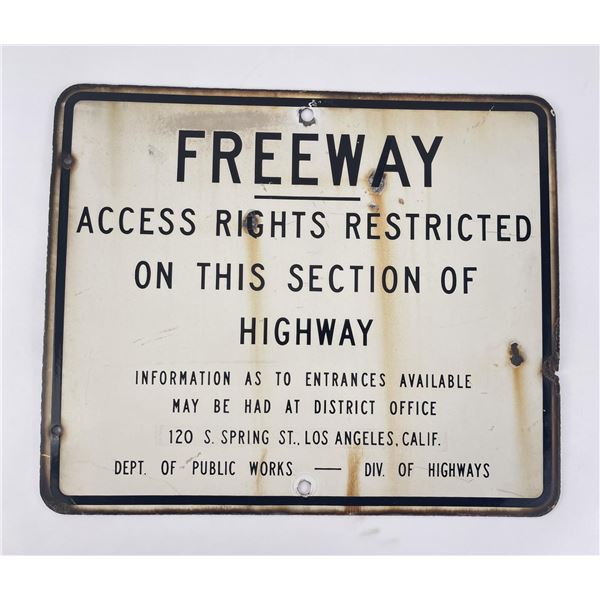 FREEWAY
ACCESS RIGHTS RESTRICTED
ON THIS SECTION OF
HIGHWAY
INFORMATION AS TO ENTRANCES AVAILABLE
MAY BE HAD AT DISTRICT OFFICE
120 S. SPRING ST., LOS ANGELES, CALIF.
DEPT. OF PUBLIC WORKS — DIV. OF HIGHWAYS